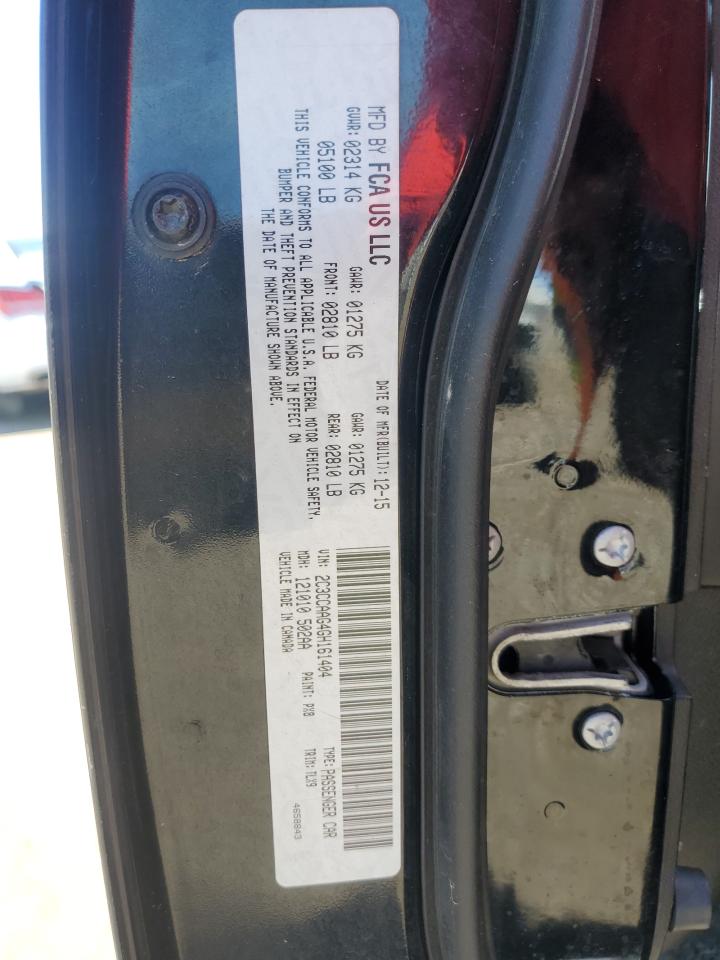 MFD BY FCA US LLC
DATE OF MFR(BUILT): 12-15
GVWR: 02314 KG GAWR: 01275 KG GAWR: 01275 KG
05100 LB FRONT: 02810 LB REAR: 02810 LB
THIS VEHICLE CONFORMS TO ALL APPLICABLE U.S.A. FEDERAL MOTOR VEHICLE SAFETY,
BUMPER AND THEFT PREVENTION STANDARDS IN EFFECT ON
THE DATE OF MANUFACTURE SHOWN ABOVE.
VIN: 2C3CCAAG4GH161404 TYPE: PASSENGER CAR
MDH: 121010 502AA PAINT: PX8 TRIM: TLX9
VEHICLE MADE IN CANADA 4658843